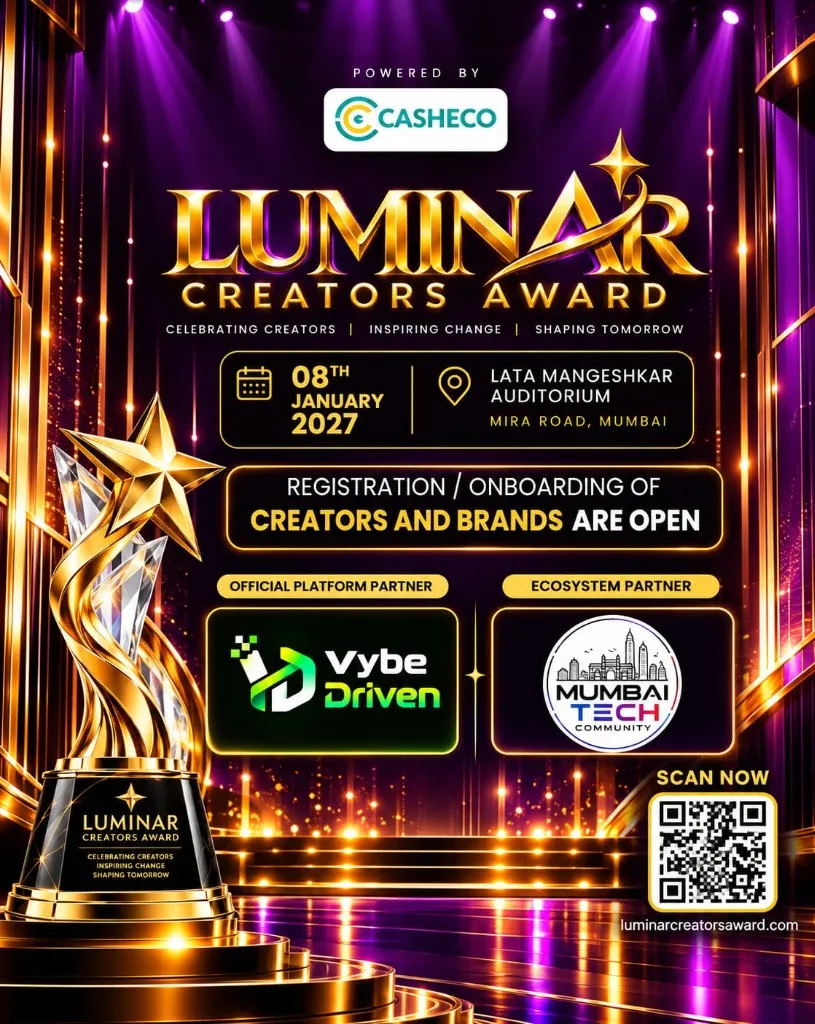 POWERED BY
CASHECO
LUMINAR
CREATORS AWARD
CELEBRATING CREATORS | INSPIRING CHANGE | SHAPING TOMORROW
08TH
JANUARY
2027
LATA MANGESHKAR
AUDITORIUM
MIRA ROAD, MUMBAI
REGISTRATION / ONBOARDING OF
CREATORS AND BRANDS ARE OPEN
OFFICIAL PLATFORM PARTNER
Vybe
Driven
ECOSYSTEM PARTNER
MUMBAI
TECH
COMMUNITY
LUMINAR
CREATORS AWARD
CELEBRATING CREATORS
INSPIRING CHANGE
SHAPING TOMORROW
SCAN NOW
luminarcreatorsaward.com